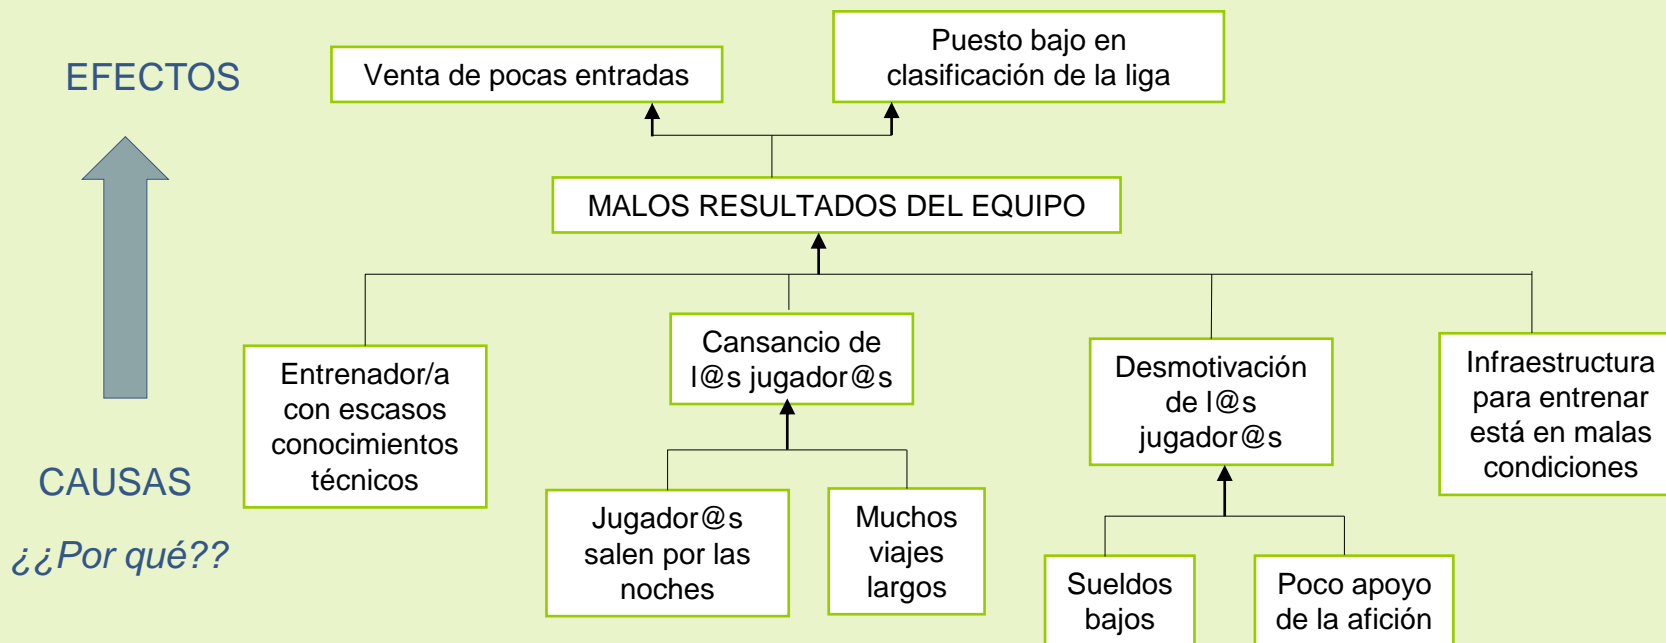 EFECTOS
Venta de pocas entradas
Puesto bajo en
clasificación de la liga
MALOS RESULTADOS DEL EQUIPO
Entrenador/a
con escasos
conocimientos
técnicos
Cansancio de
l@s jugador@s
Desmotivación
de l@s
jugador@s
Infraestructura
para entrenar
está en malas
condiciones
CAUSAS
¿¿Por qué??
Jugador@s
salen por las
noches
Muchos
viajes
largos
Sueldos
bajos
Poco apoyo
de la afición